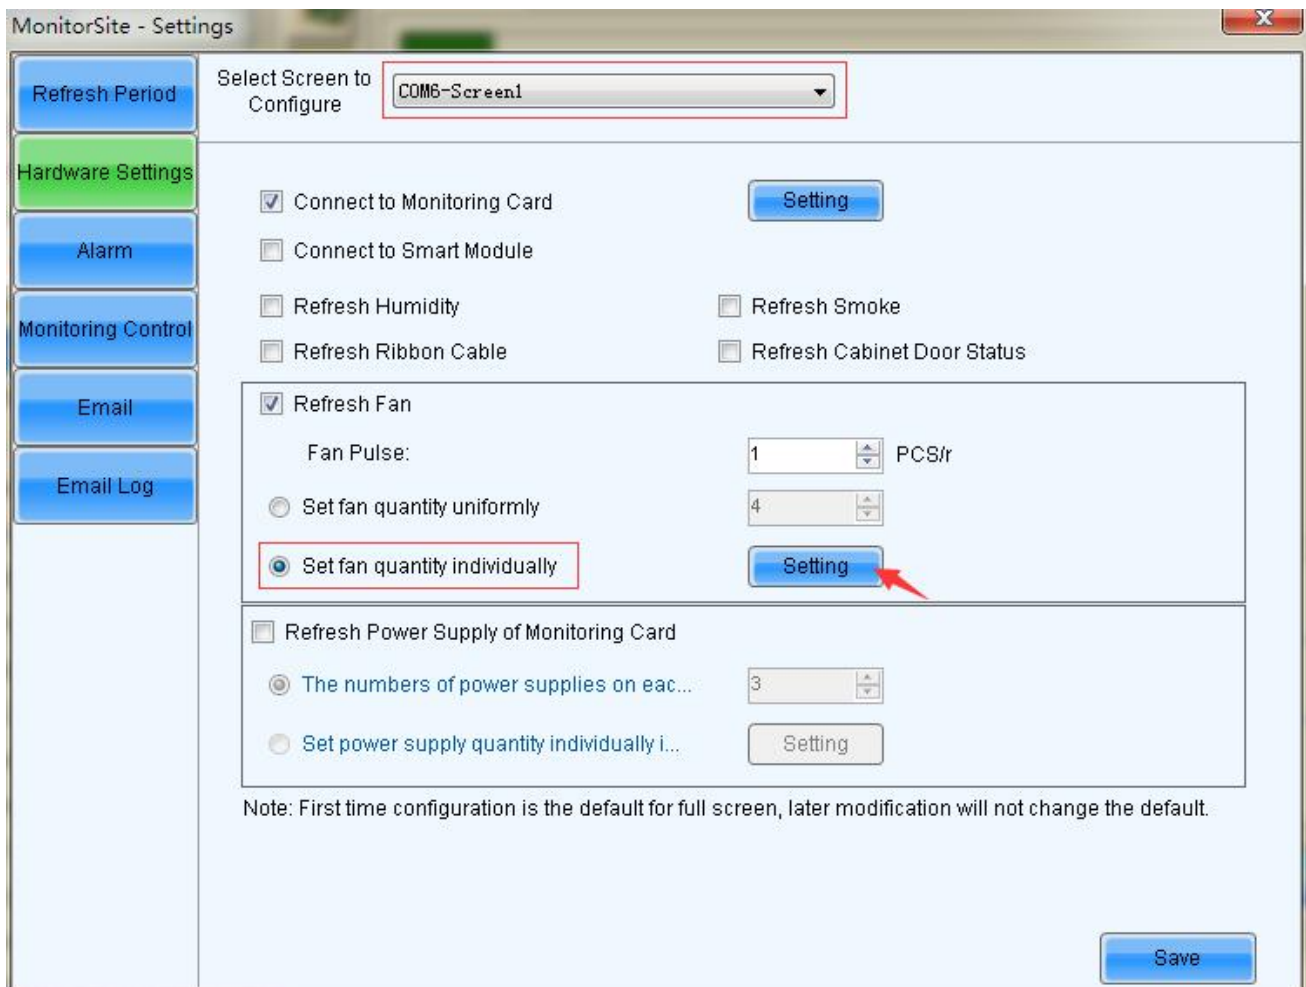 MonitorSite - Settings
X
Refresh Period
Hardware Settings
Alarm
Monitoring Control
Email
Email Log
Select Screen to
Configure
COM6-Screen1
Connect to Monitoring Card
Setting
Connect to Smart Module
Refresh Humidity
Refresh Smoke
Refresh Ribbon Cable
Refresh Cabinet Door Status
Refresh Fan
Fan Pulse:
1
PCS/r
Set fan quantity uniformly
4
Set fan quantity individually
Setting
Refresh Power Supply of Monitoring Card
The numbers of power supplies on eac...
3
Set power supply quantity individually i...
Setting
Note: First time configuration is the default for full screen, later modification will not change the default.
Save